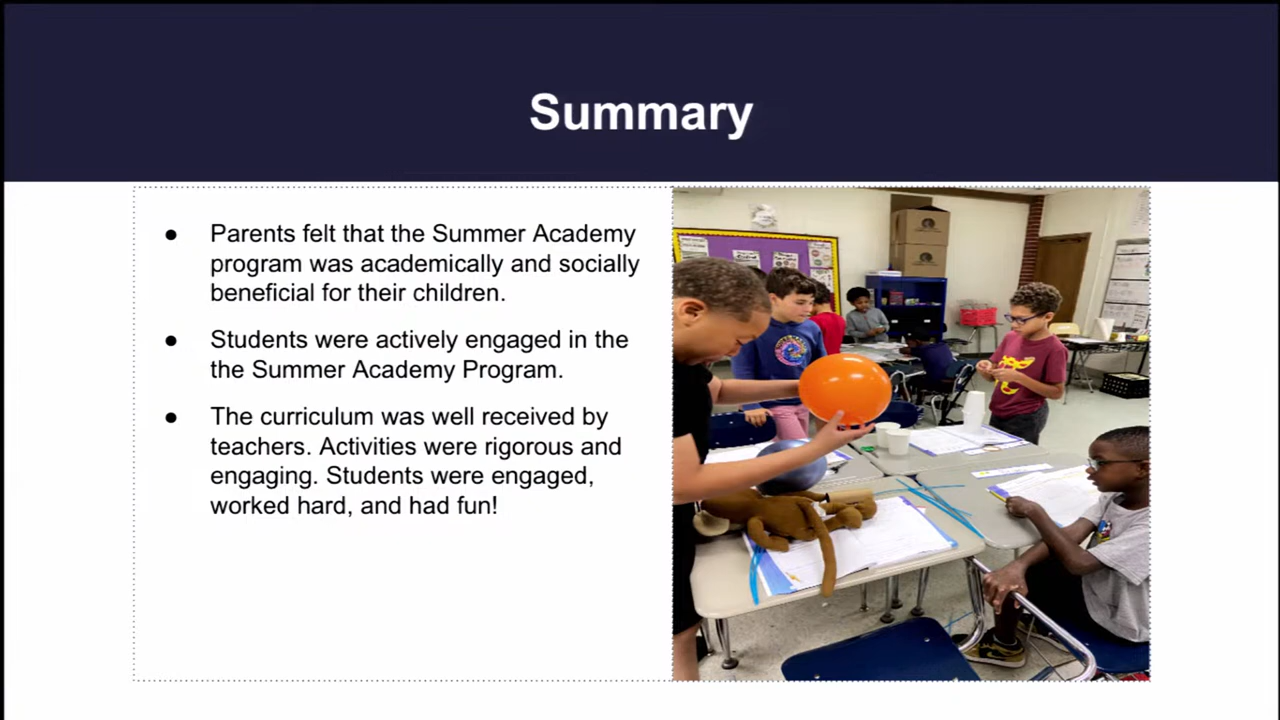 Summary
● Parents felt that the Summer Academy
program was academically and socially
beneficial for their children.
● Students were actively engaged in the
the Summer Academy Program.
● The curriculum was well received by
teachers. Activities were rigorous and
engaging. Students were engaged,
worked hard, and had fun!